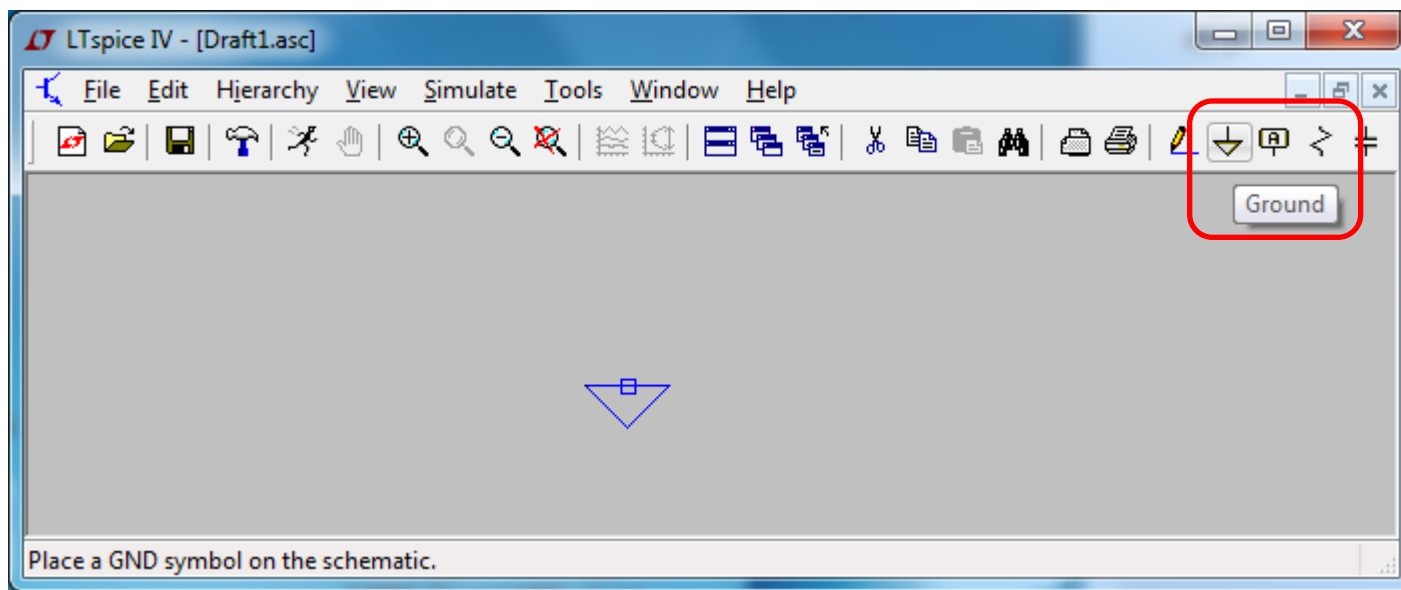 LTspice IV - [Draft1.asc]
File Edit Hierarchy View Simulate Tools Window Help
A
Ground
Place a GND symbol on the schematic.